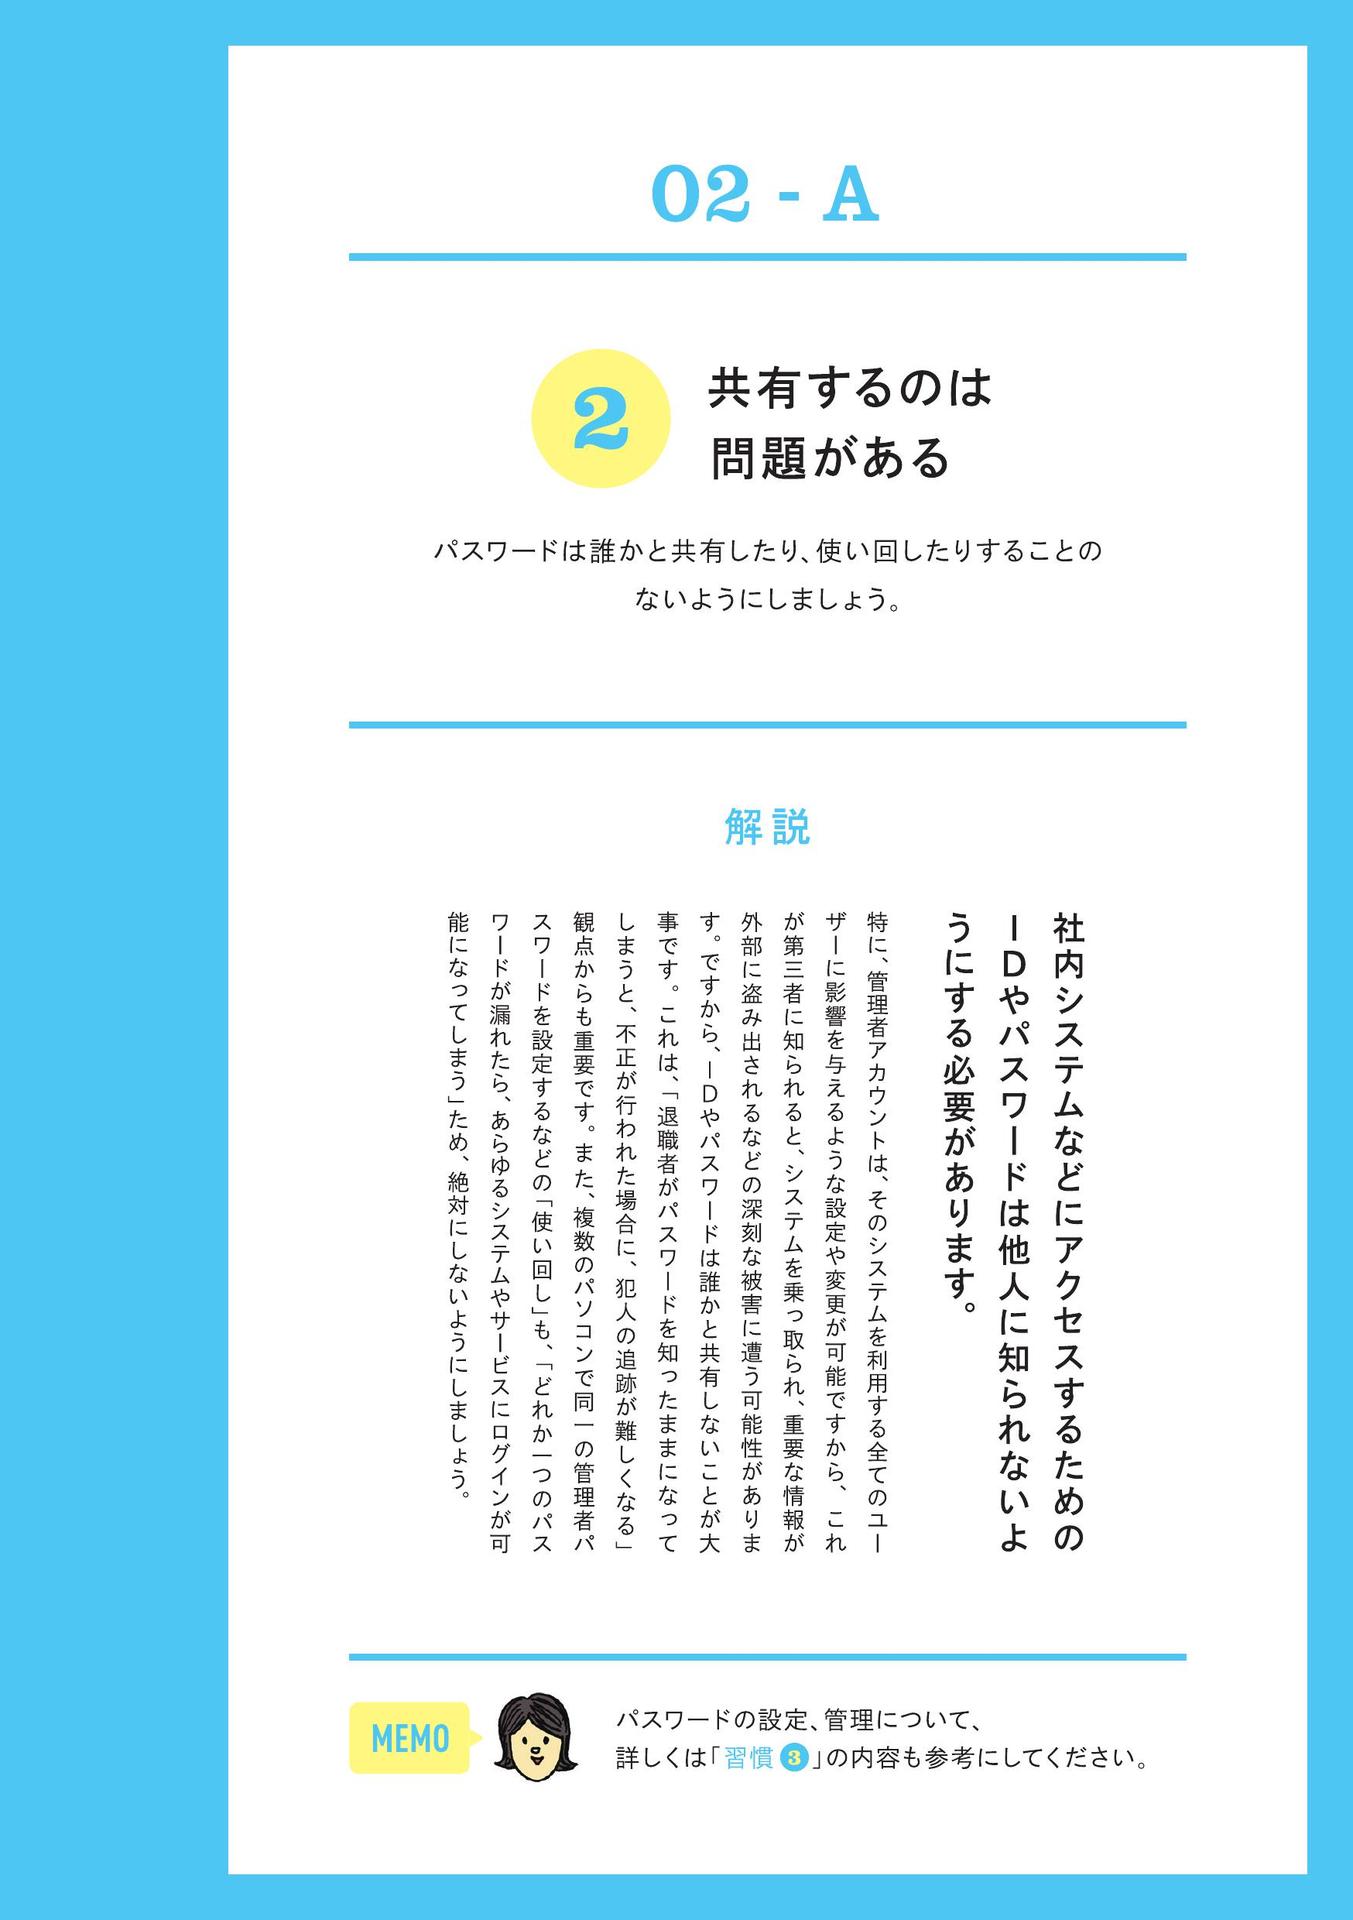 02 - A
2
共有するのは
問題がある
パスワードは誰かと共有したり、使い回したりすることの
ないようにしましょう。
解説
社内システムなどにアクセスするための
IDやパスワードは他人に知られないよ
うにする必要があります。
特に、管理者アカウントは、そのシステムを利用する全てのユー
ザーに影響を与えるような設定や変更が可能ですから、これ
が第三者に知られると、システムを乗っ取られ、重要な情報が
外部に盗み出されるなどの深刻な被害に遭う可能性がありま
す。ですから、IDやパスワードは誰かと共有しないことが大
事です。これは、「退職者がパスワードを知ったままになって
しまうと、不正が行われた場合に、犯人の追跡が難しくなる」
観点からも重要です。また、複数のパソコンで同一の管理者パ
スワードを設定するなどの「使い回し」も、「どれか一つのパス
ワードが漏れたら、あらゆるシステムやサービスにログインが可
能になってしまう」ため、絶対にしないようにしましょう。
MEMO
パスワードの設定、管理について、
詳しくは「習慣3」の内容も参考にしてください。